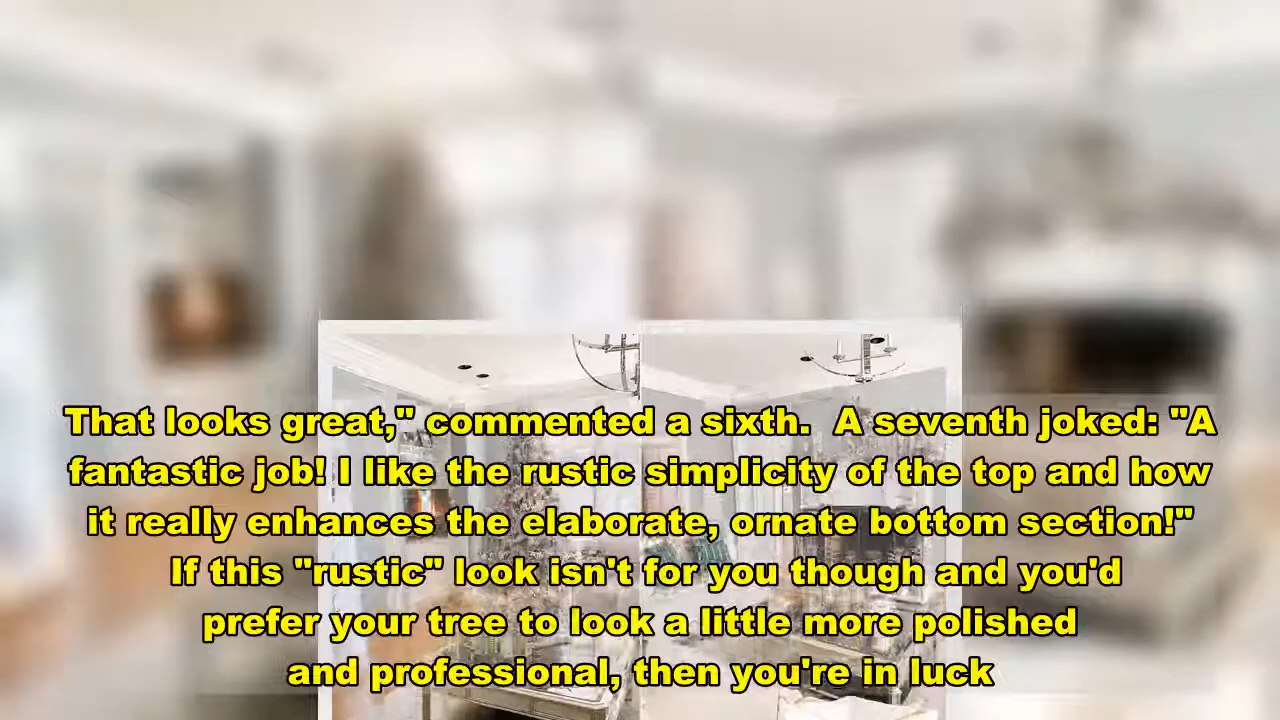 That looks great," commented a sixth.  A seventh joked: "A
fantastic job! I like the rustic simplicity of the top and how
it really enhances the elaborate, ornate bottom section!"
If this "rustic" look isn't for you though and you'd
prefer your tree to look a little more polished
and professional, then you're in luck